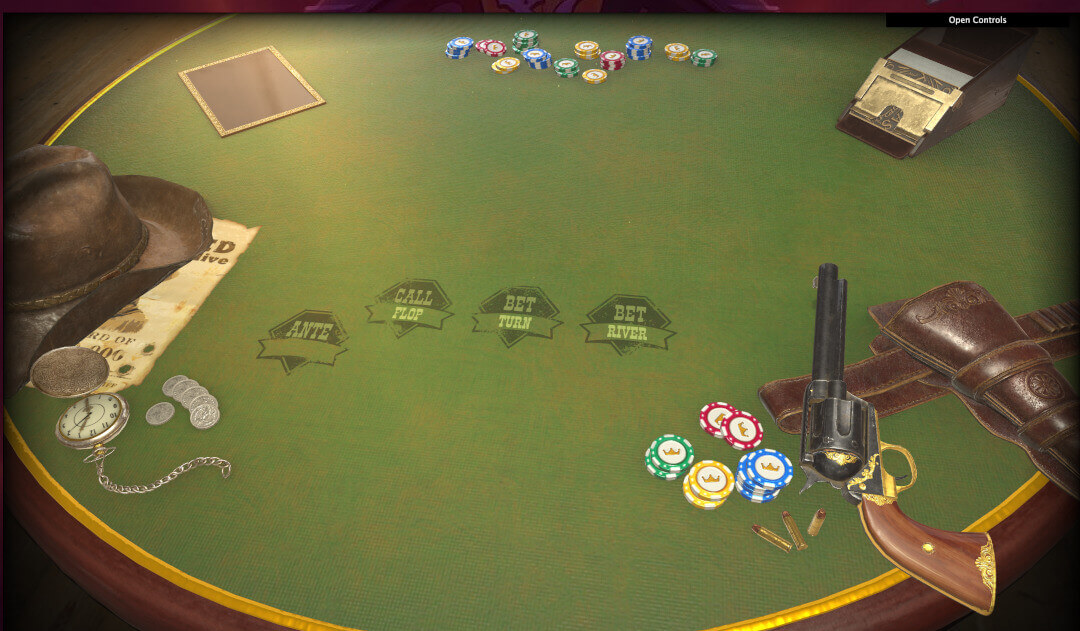 Open Controls
ANTE
CALL
FLOP
BET
TURN
BET
RIVER